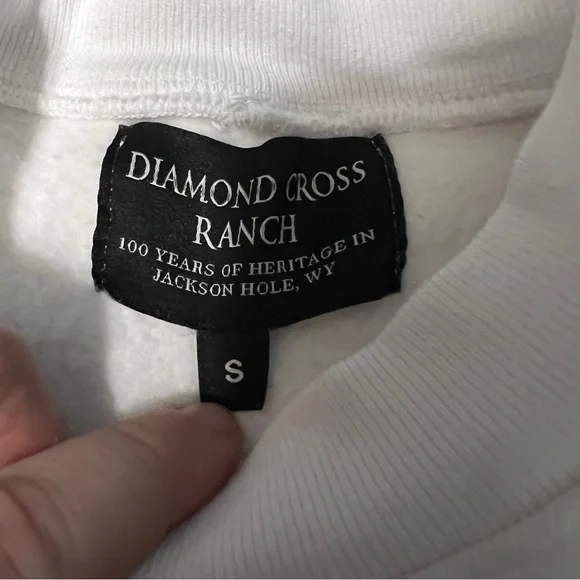 DIAMOND CROSS
RANCH
100 YEARS OF HERITAGE IN
JACKSON HOLE, WY
S